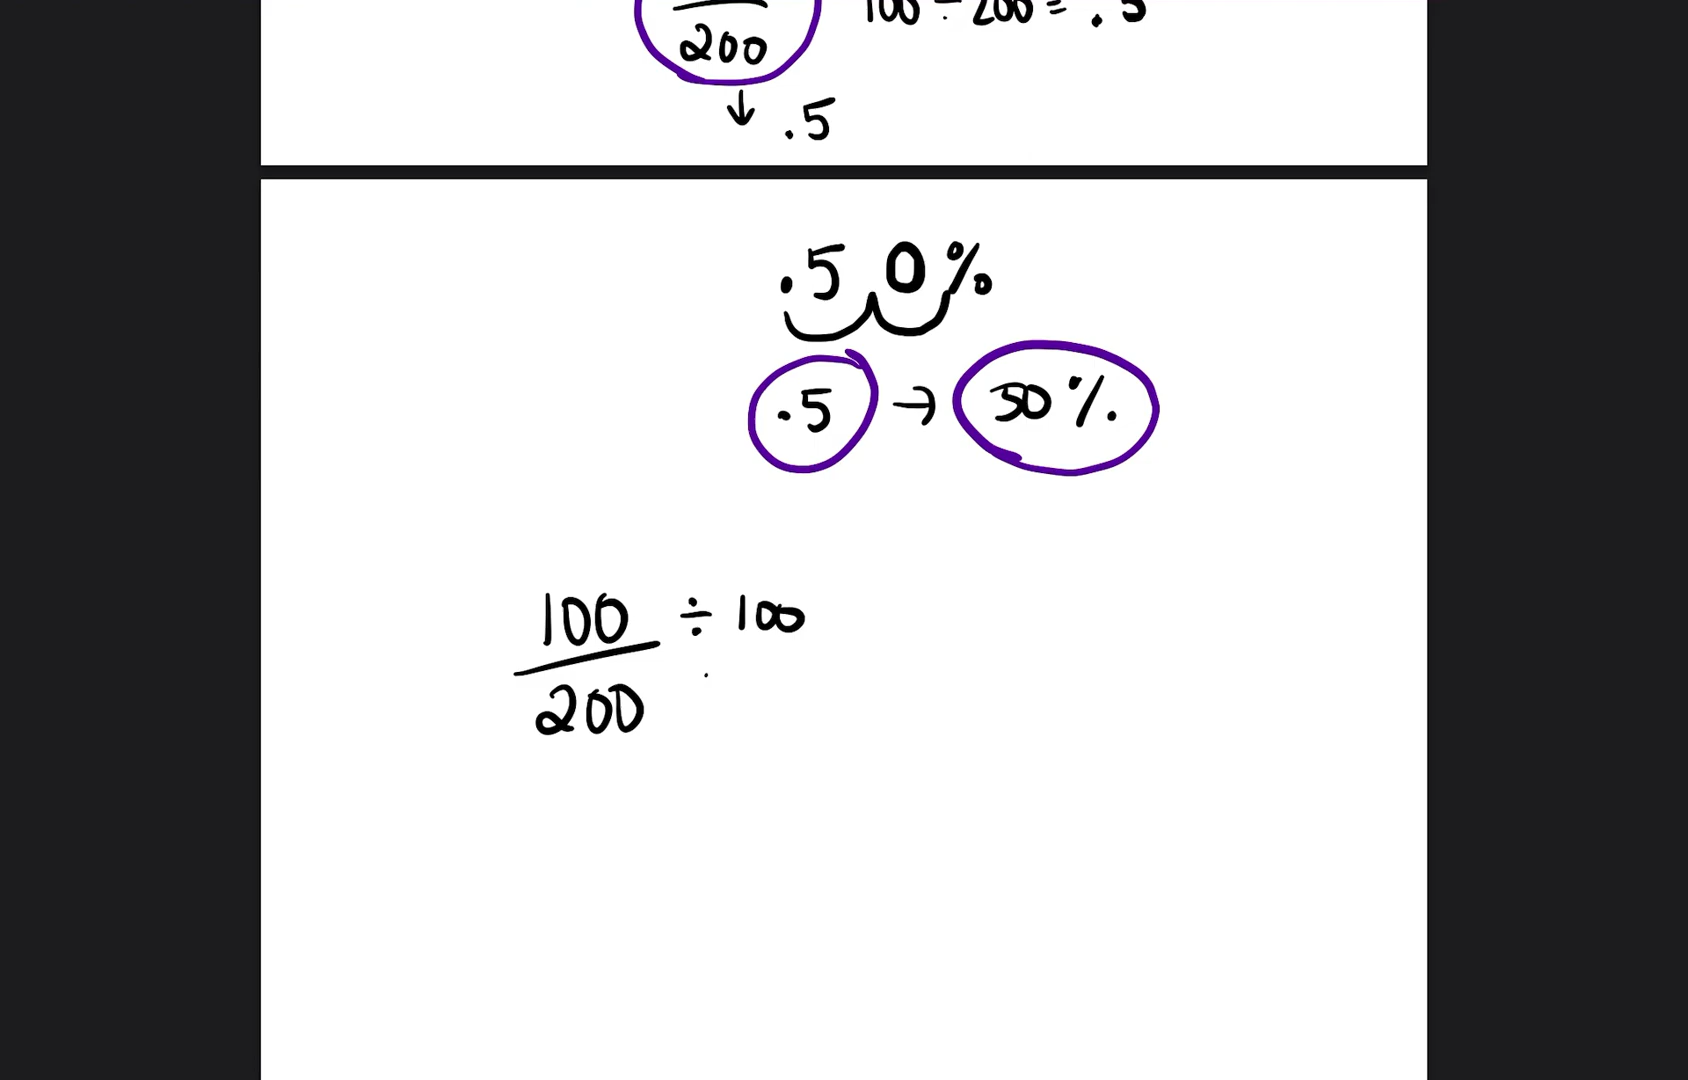 200 100 ÷ 200 = .5
↓ .5
.50%
.5 → 50%
100 ÷ 100
200